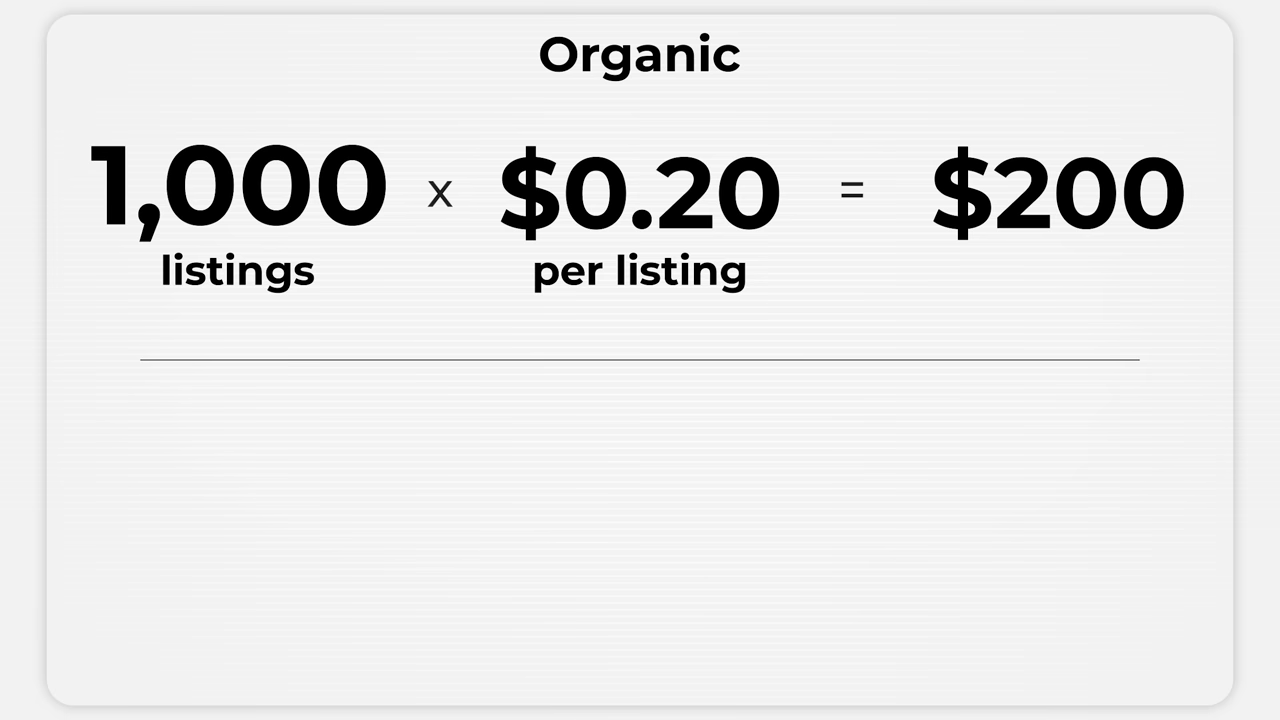 Organic
1,000 x $0.20 = $200
listings per listing